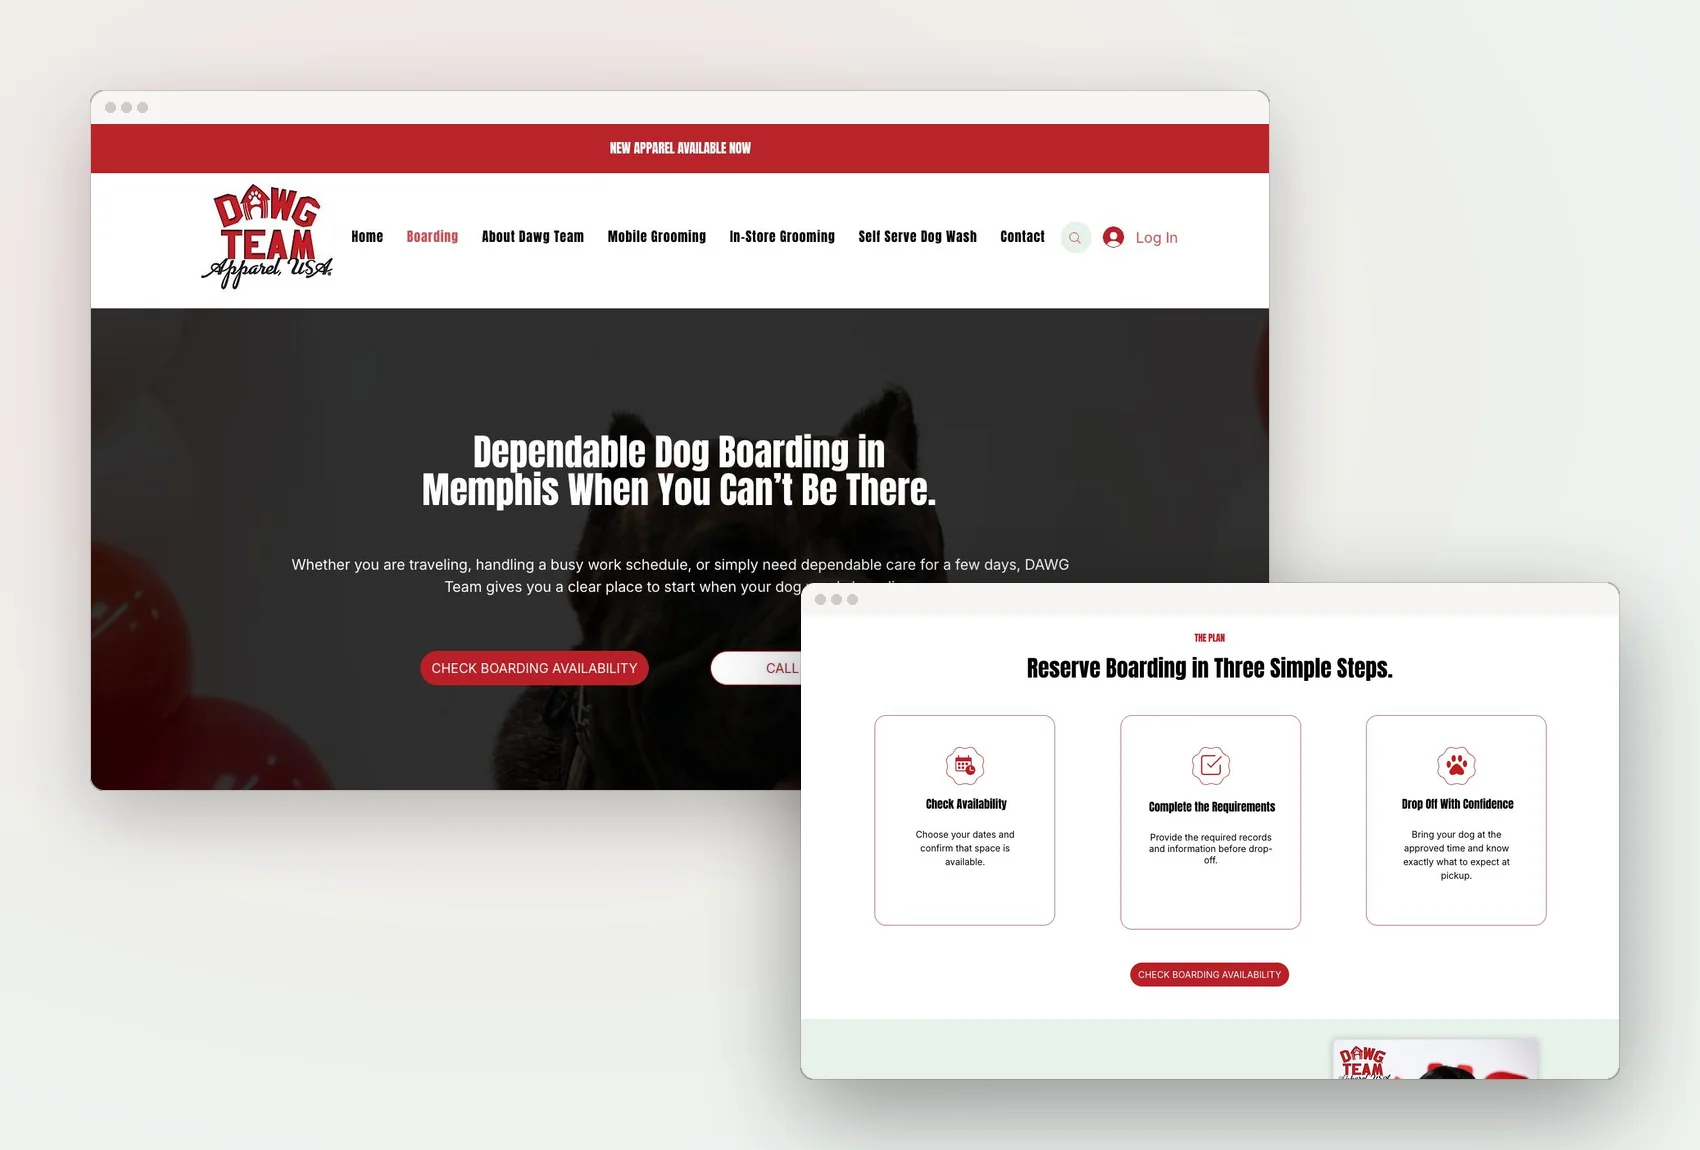 NEW APPAREL AVAILABLE NOW
DAWG
TEAM
Apparel, USA
Home
Boarding
About Dawg Team
Mobile Grooming
In-Store Grooming
Self Serve Dog Wash
Contact
Log In
Dependable Dog Boarding in
Memphis When You Can’t Be There.
Whether you are traveling, handling a busy work schedule, or simply need dependable care for a few days, DAWG
Team gives you a clear place to start when your dog
CHECK BOARDING AVAILABILITY
CALL
THE PLAN
Reserve Boarding in Three Simple Steps.
Check Availability
Choose your dates and
confirm that space is
available.
Complete the Requirements
Provide the required records
and information before drop-
off.
Drop Off With Confidence
Bring your dog at the
approved time and know
exactly what to expect at
pickup.
CHECK BOARDING AVAILABILITY
DAWG
TEAM